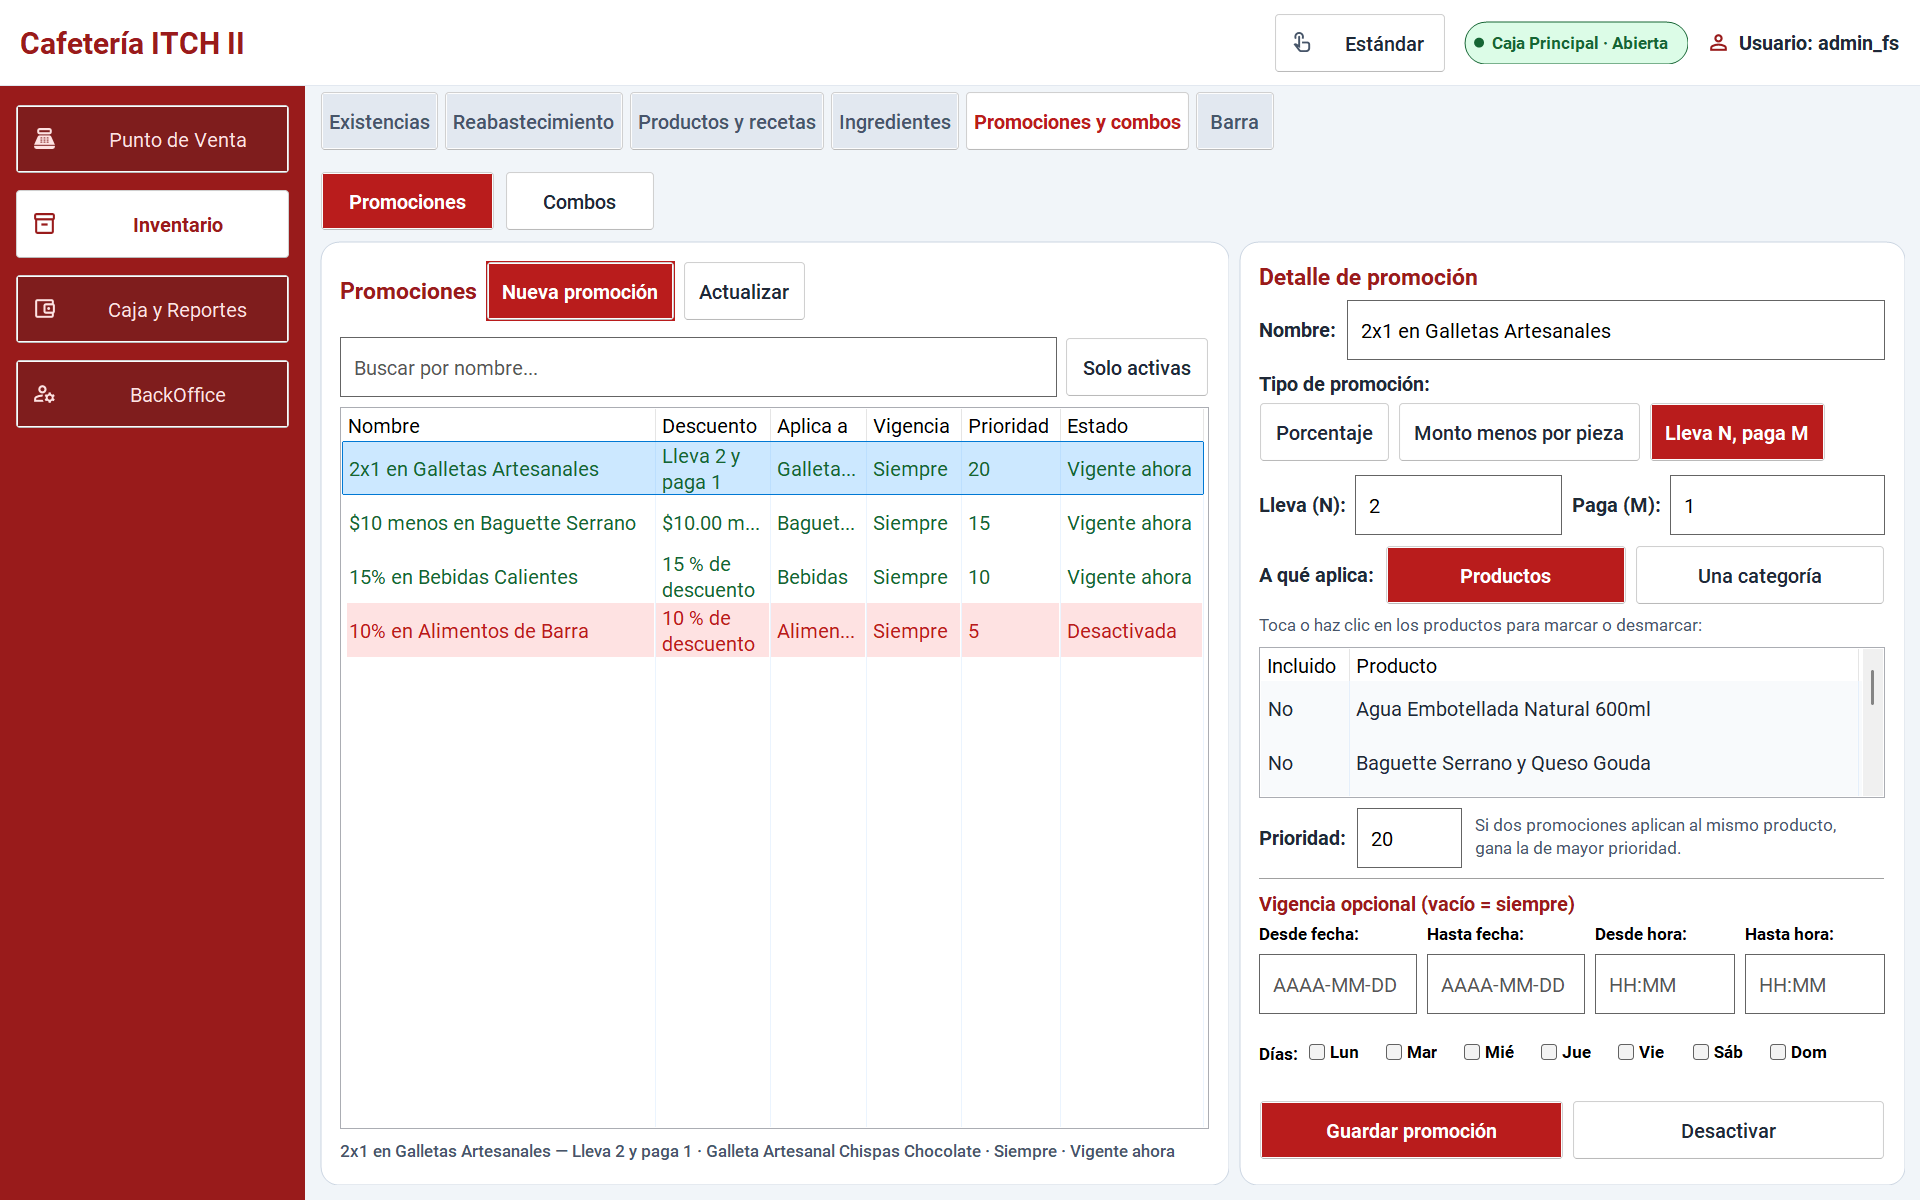 Cafetería ITCH II
Estándar
Caja Principal · Abierta
Usuario: admin_fs
Punto de Venta
Inventario
Caja y Reportes
BackOffice
Existencias
Reabastecimiento
Productos y recetas
Ingredientes
Promociones y combos
Barra
Promociones
Combos
Promociones
Nueva promoción
Actualizar
Buscar por nombre...
Solo activas
Nombre Descuento Aplica a Vigencia Prioridad Estado
2x1 en Galletas Artesanales Lleva 2 y paga 1 Galleta... Siempre 20 Vigente ahora
$10 menos en Baguette Serrano $10.00 m... Baguet... Siempre 15 Vigente ahora
15% en Bebidas Calientes 15 % de descuento Bebidas Siempre 10 Vigente ahora
10% en Alimentos de Barra 10 % de descuento Alimen... Siempre 5 Desactivada
2x1 en Galletas Artesanales — Lleva 2 y paga 1 · Galleta Artesanal Chispas Chocolate · Siempre · Vigente ahora
Detalle de promoción
Nombre: 2x1 en Galletas Artesanales
Tipo de promoción:
Porcentaje
Monto menos por pieza
Lleva N, paga M
Lleva (N): 2 Paga (M): 1
A qué aplica: Productos Una categoría
Toca o haz clic en los productos para marcar o desmarcar:
Incluido Producto
No Agua Embotellada Natural 600ml
No Baguette Serrano y Queso Gouda
Prioridad: 20
Si dos promociones aplican al mismo producto,
gana la de mayor prioridad.
Vigencia opcional (vacío = siempre)
Desde fecha: Hasta fecha: Desde hora: Hasta hora:
AAAA-MM-DD AAAA-MM-DD HH:MM HH:MM
Días: Lun Mar Mié Jue Vie Sáb Dom
Guardar promoción
Desactivar